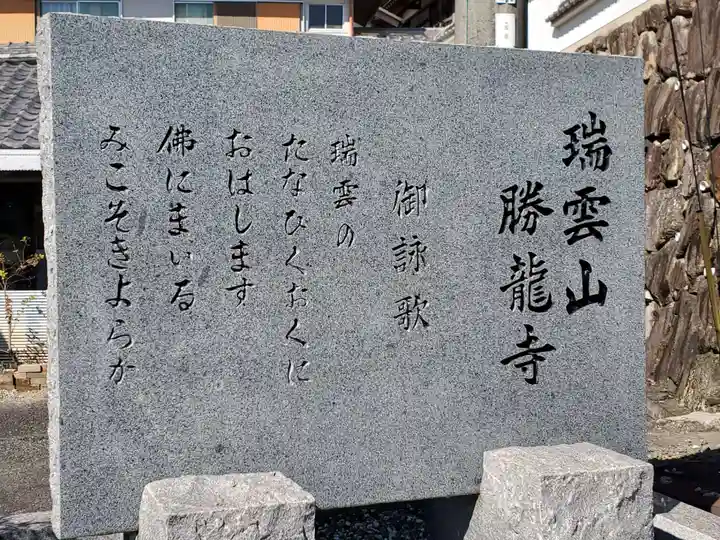 瑞雲山
勝龍寺
御詠歌
瑞雲の
たなひくおくに
おはします
佛にまいる
みこそきよらか